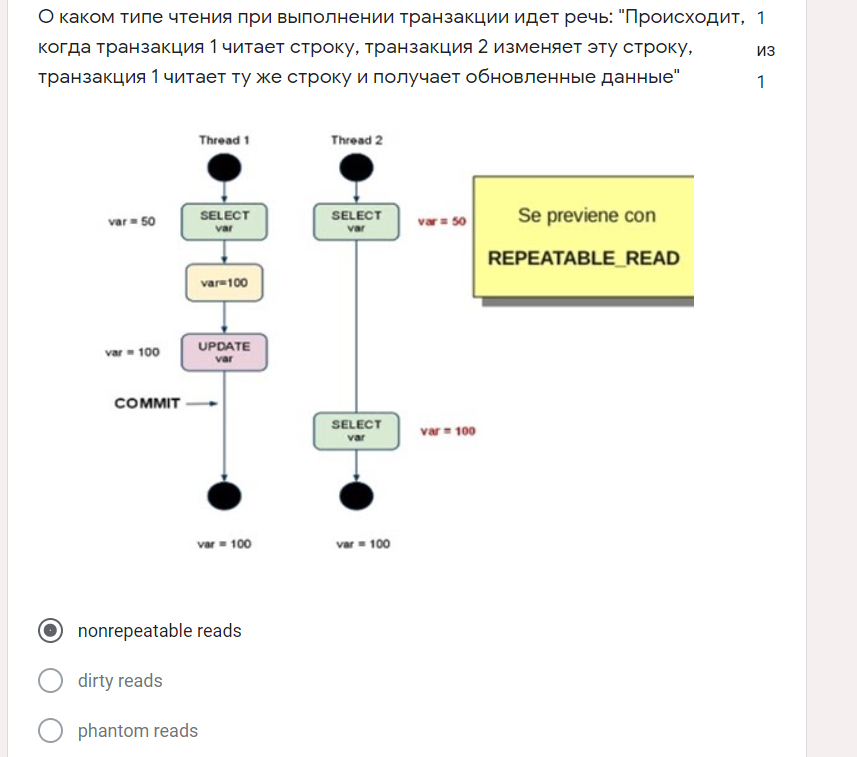 О каком типе чтения при выполнении транзакции идет речь: "Происходит,
когда транзакция 1 читает строку, транзакция 2 изменяет эту строку,
транзакция 1 читает ту же строку и получает обновленные данные"
1
из
1
Thread 1
Thread 2
var = 50
SELECT
var
SELECT
var
var = 50
Se previene con
REPEATABLE_READ
var=100
var = 100
UPDATE
var
COMMIT
SELECT
var
var = 100
var = 100
var = 100
nonrepeatable reads
dirty reads
phantom reads